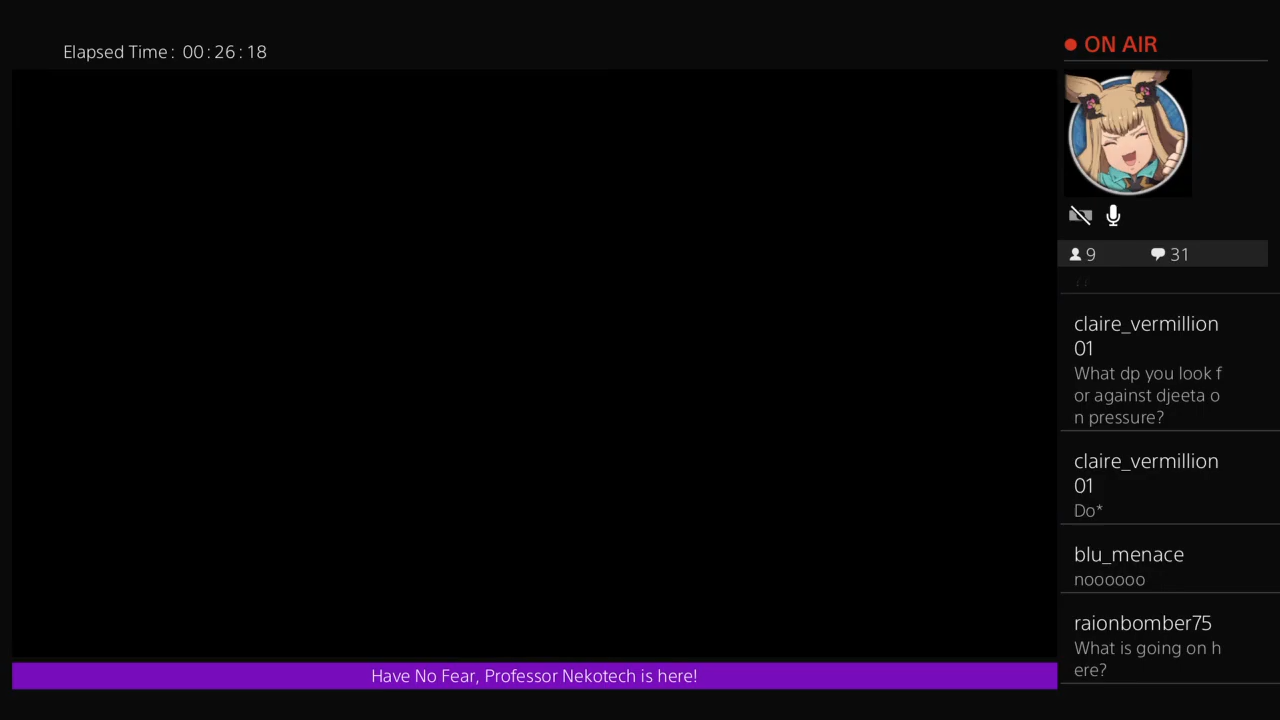 Elapsed Time: 00:26:18
ON AIR
9 31
claire_vermillion
01
What dp you look f
or against djeeta o
n pressure?
claire_vermillion
01
Do*
blu_menace
noooooo
raionbomber75
What is going on h
ere?
Have No Fear, Professor Nekotech is here!